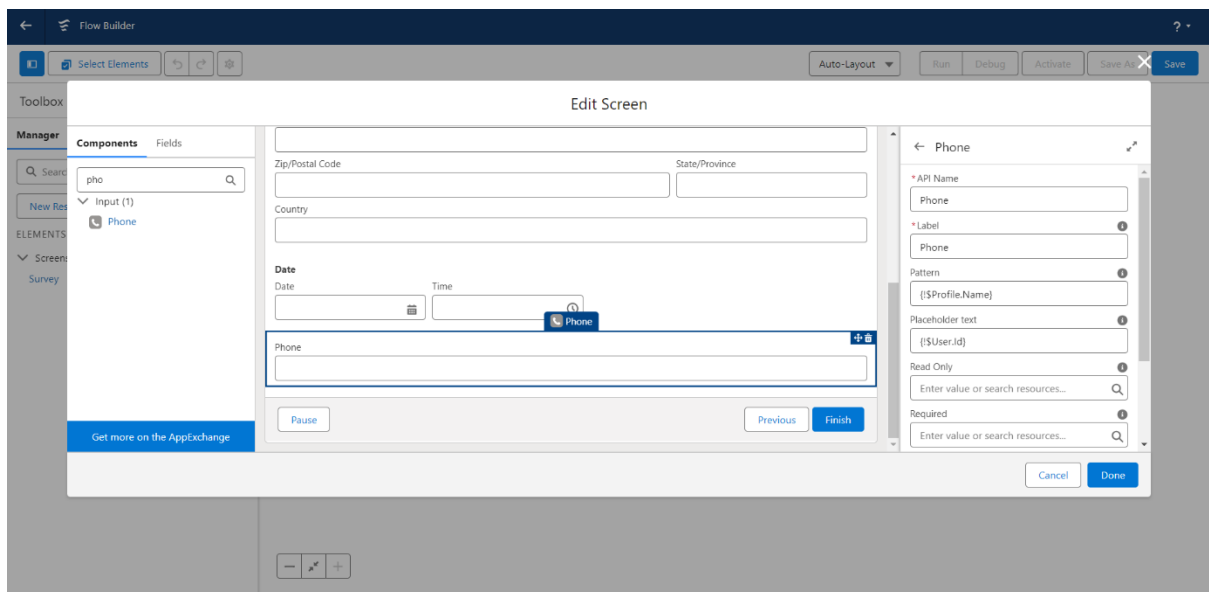 Flow Builder
?
Select Elements
Auto-Layout
Run
Debug
Activate
Save As
Save
Toolbox
Manager
Searc
New Res
ELEMENTS
Screens
Survey
Edit Screen
Components
Fields
pho
Input (1)
Phone
Get more on the AppExchange
Zip/Postal Code
State/Province
Country
Date
Date
Time
Phone
Phone
Pause
Previous
Finish
Phone
*API Name
Phone
*Label
Phone
Pattern
{!$Profile.Name}
Placeholder text
{!$User.Id}
Read Only
Enter value or search resources...
Required
Enter value or search resources...
Cancel
Done